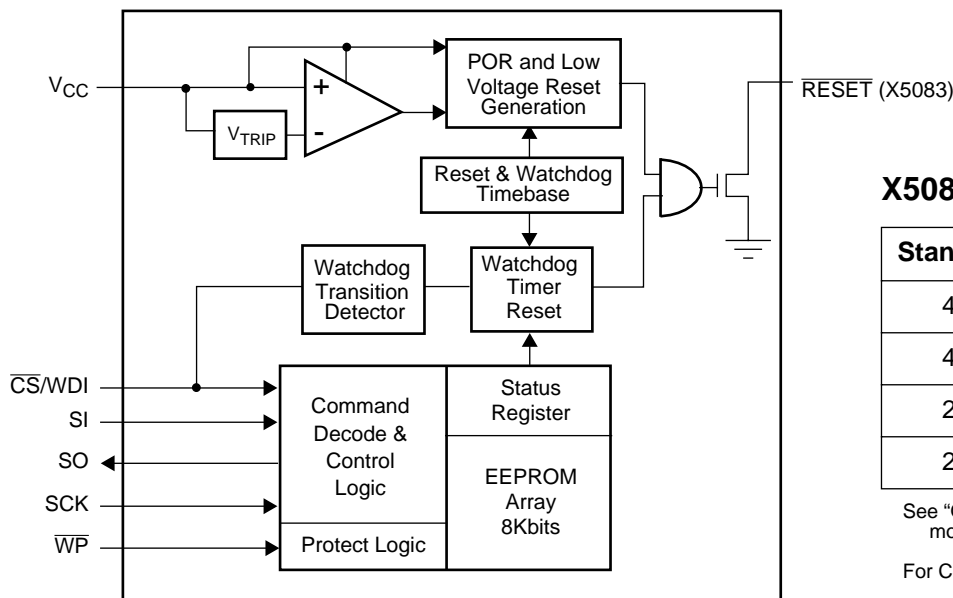 POR and Low
Voltage Reset
Generation
VCC
+
-
VTRIP
RESET (X5083)
Reset & Watchdog
Timebase
X508
Watchdog
Transition
Detector
Watchdog
Timer
Reset
Stan
4
4
2
2
CS/WDI
SI
SO
SCK
WP
Command
Decode &
Control
Logic
Protect Logic
Status
Register
EEPROM
Array
8Kbits
See “
mo
For C